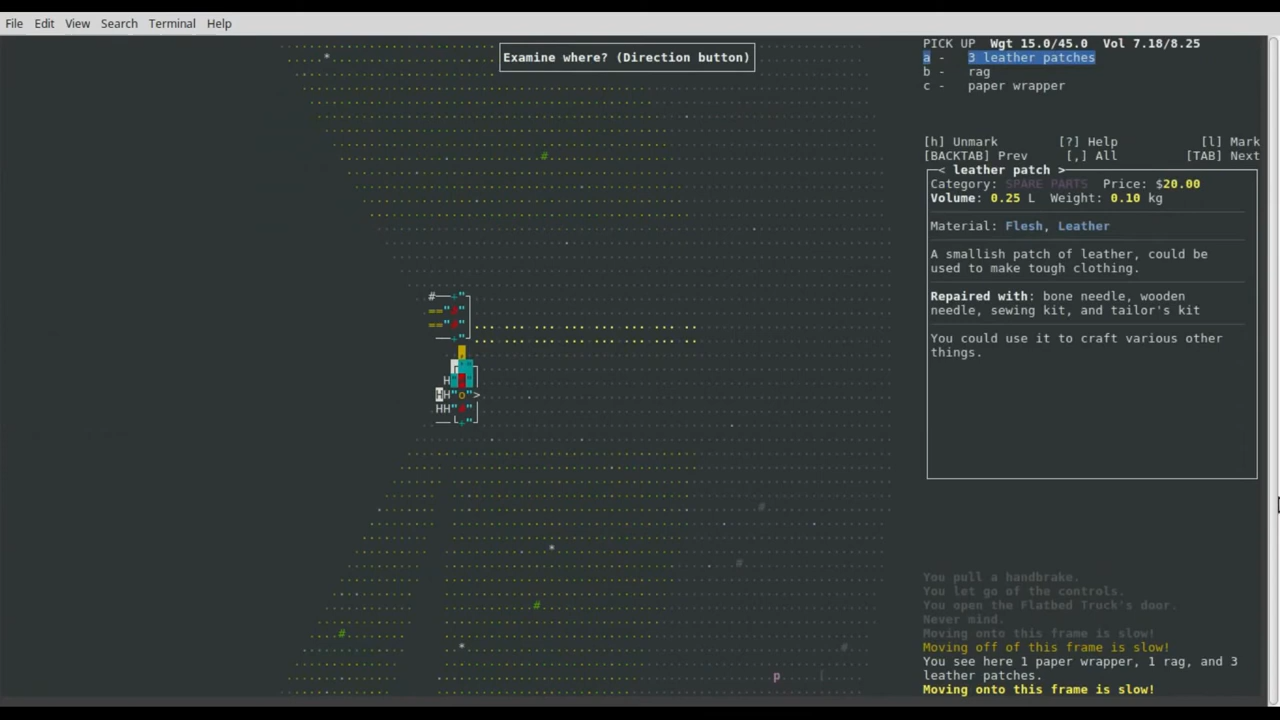 File Edit View Search Terminal Help
Examine where? (Direction button)
PICK UP Wgt 15.0/45.0 Vol 7.18/8.25
a - 3 leather patches
b - rag
c - paper wrapper
[h] Unmark [?] Help [l] Mark
[BACKTAB] Prev [,] All [TAB] Next
< leather patch >
Category: SPARE PARTS Price: $20.00
Volume: 0.25 L Weight: 0.10 kg
Material: Flesh, Leather
A smallish patch of leather, could be
used to make tough clothing.
Repaired with: bone needle, wooden
needle, sewing kit, and tailor's kit
You could use it to craft various other
things.
You pull a handbrake.
You let go of the controls.
You open the Flatbed Truck's door.
Never mind.
Moving onto this frame is slow!
Moving off of this frame is slow!
You see here 1 paper wrapper, 1 rag, and 3
leather patches.
Moving onto this frame is slow!